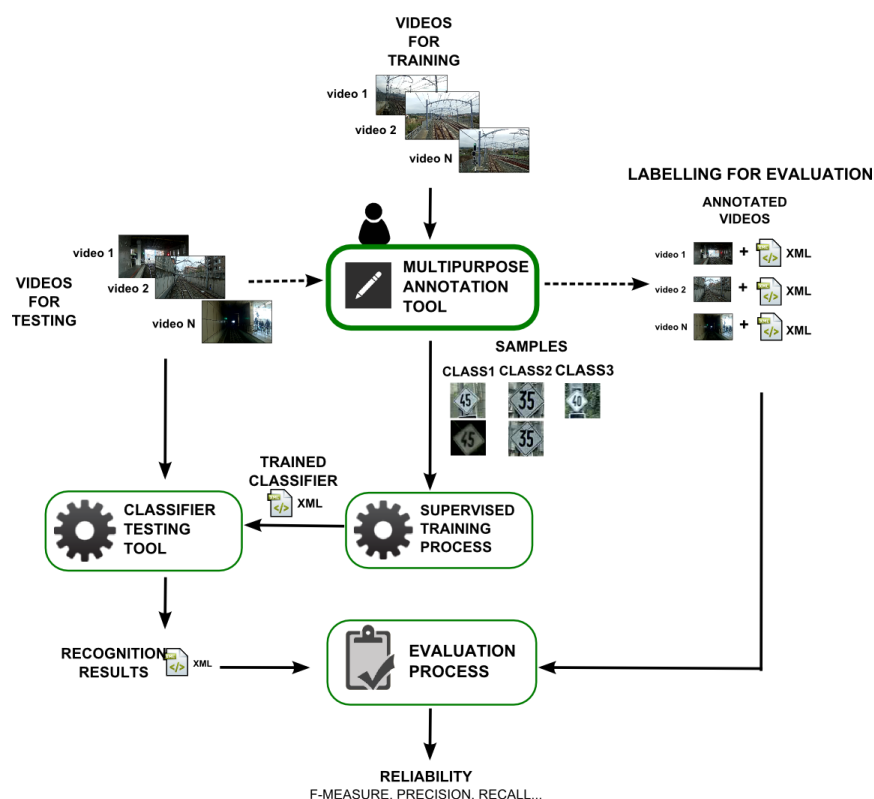 VIDEOS
FOR
TRAINING
video 1
video 2
video N
LABELLING FOR EVALUATION
ANNOTATED
VIDEOS
video 1
+
XML
video 2
+
XML
video N
+
XML
VIDEOS
FOR
TESTING
video 1
video 2
video N
MULTIPURPOSE
ANNOTATION
TOOL
SAMPLES
CLASS1
CLASS2
CLASS3
45
35
40
45
35
TRAINED
CLASSIFIER
</>
XML
CLASSIFIER
TESTING
TOOL
SUPERVISED
TRAINING
PROCESS
RECOGNITION
RESULTS
</>
XML
EVALUATION
PROCESS
RELIABILITY
F-MEASURE, PRECISION, RECALL...